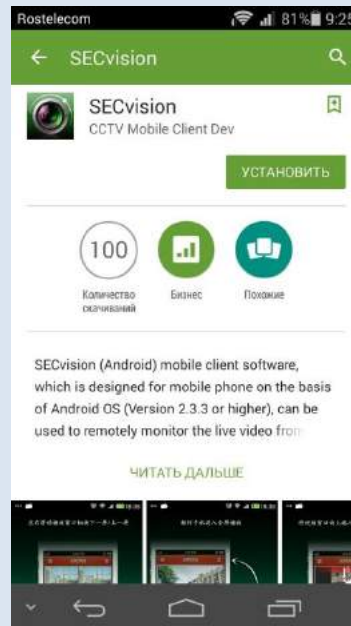 Rostelecom 81% 9:25
SECvision
SECvision
CCTV Mobile Client Dev
УСТАНОВИТЬ
100
Количество
скачиваний
Бизнес
Похожие
SECvision (Android) mobile client software,
which is designed for mobile phone on the basis
of Android OS (Version 2.3.3 or higher), can be
used to remotely monitor the live video from
ЧИТАТЬ ДАЛЬШЕ